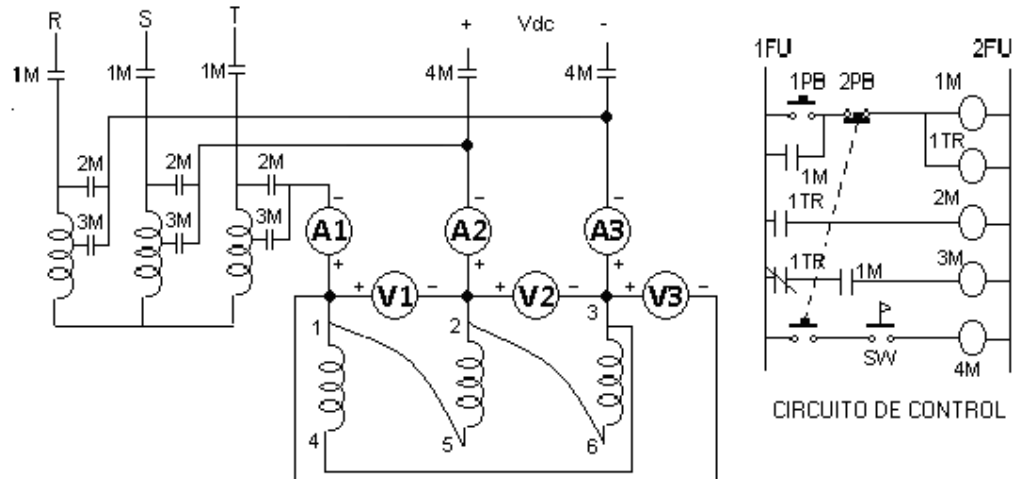 R S T + Vdc -
1M 1M 1M 4M 4M
2M 2M 2M
3M 3M 3M
- - -
A1 A2 A3
+ + +
+ V1 - + V2 - + V3 -
1 2 3
4 5 6
1FU 2FU
1PB 2PB 1M
1M 1TR
1TR 2M
1TR 1M 3M
SW 4M
CIRCUITO DE CONTROL